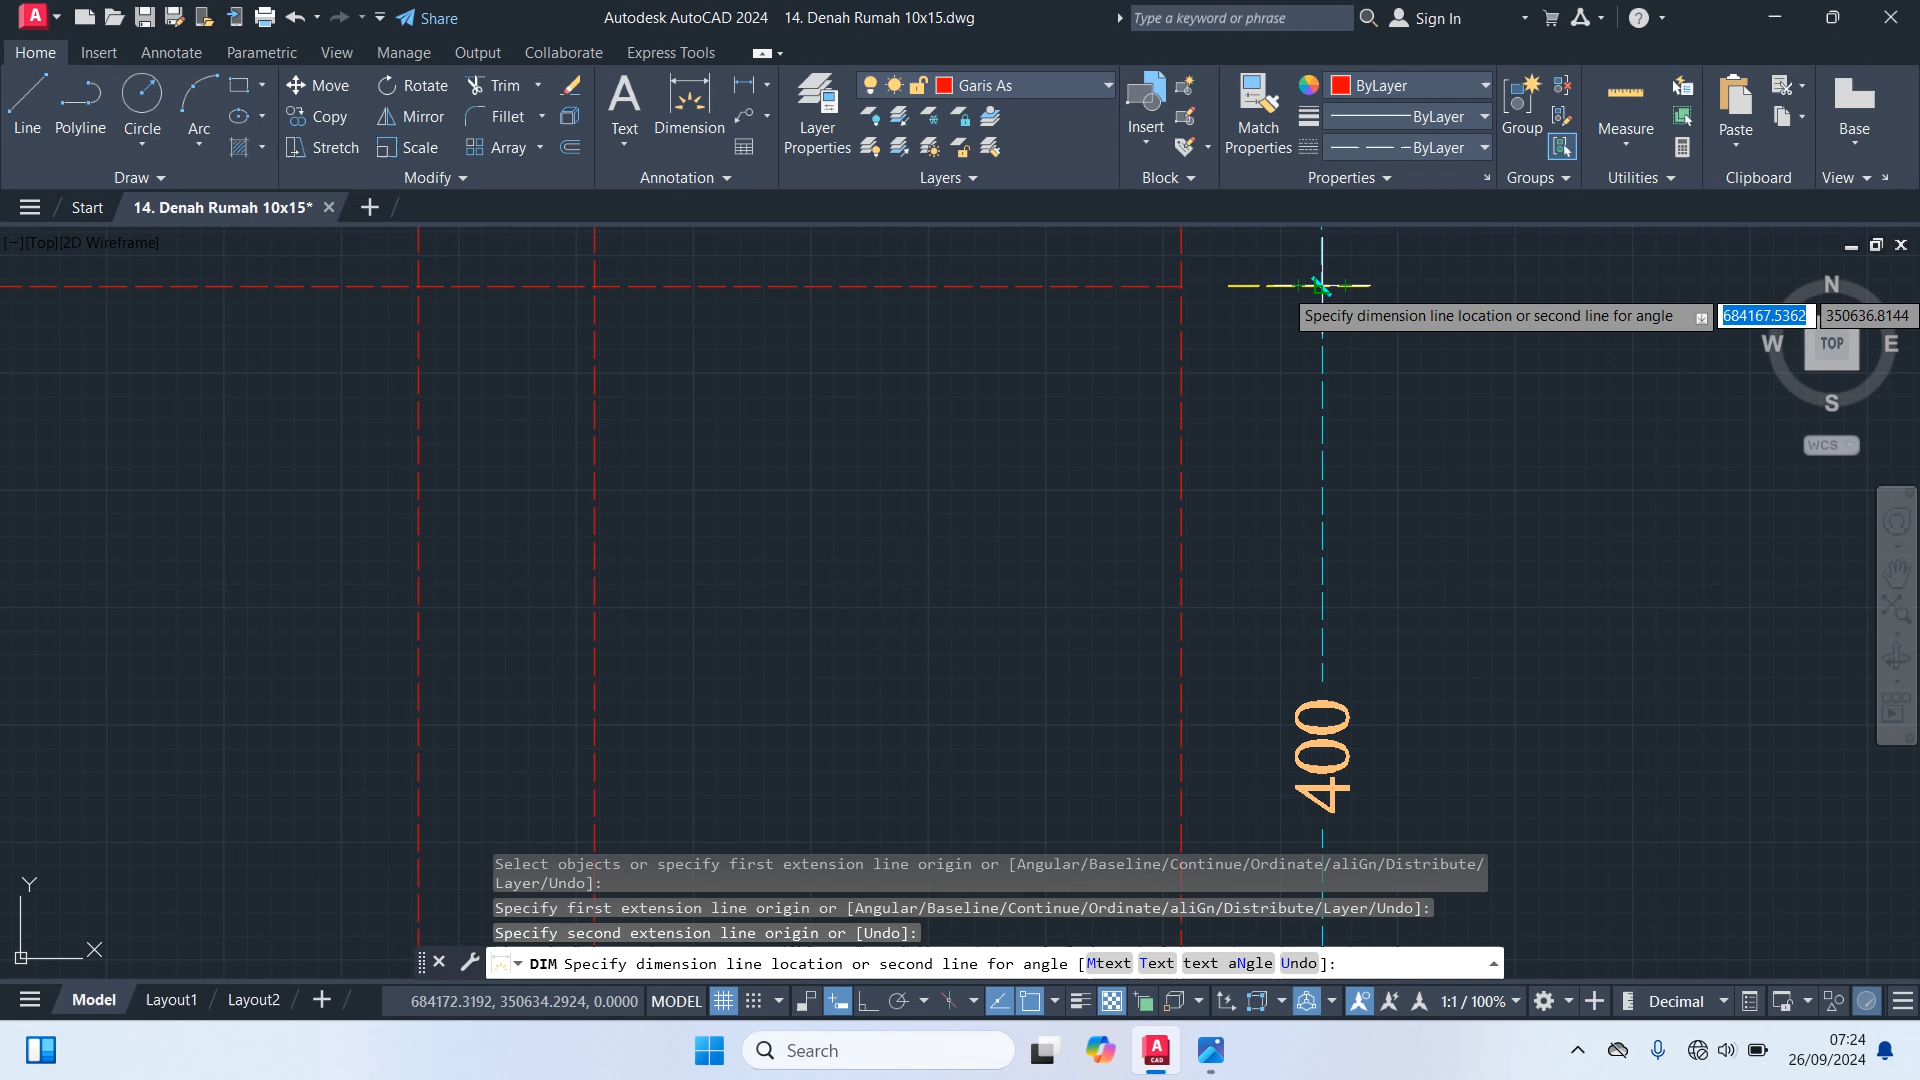 A CAD Share Autodesk AutoCAD 2024 14. Denah Rumah 10x15.dwg Type a keyword or phrase Sign In ?
Home Insert Annotate Parametric View Manage Output Collaborate Express Tools
Line Polyline Circle Arc
Move Rotate Trim
Copy Mirror Fillet
Stretch Scale Array
Text Dimension
Layer Properties
Garis As
Insert
Match Properties
ByLayer
ByLayer
ByLayer
Group
Measure
Paste
Base
Draw Modify Annotation Layers Block Properties Groups Utilities Clipboard View
Start 14. Denah Rumah 10x15* × +
[−][Top][2D Wireframe]
N
W TOP E
S
WCS
Specify dimension line location or second line for angle 684167.5362 350636.8144
400
Y
X
Select objects or specify first extension line origin or [Angular/Baseline/Continue/Ordinate/aliGn/Distribute/
Layer/Undo]:
Specify first extension line origin or [Angular/Baseline/Continue/Ordinate/aliGn/Distribute/Layer/Undo]:
Specify second extension line origin or [Undo]:
DIM Specify dimension line location or second line for angle [Mtext Text text aNgle Undo]:
Model Layout1 Layout2 + 684172.3192, 350634.2924, 0.0000 MODEL 1:1 / 100% Decimal
Search A CAD
07:24
26/09/2024